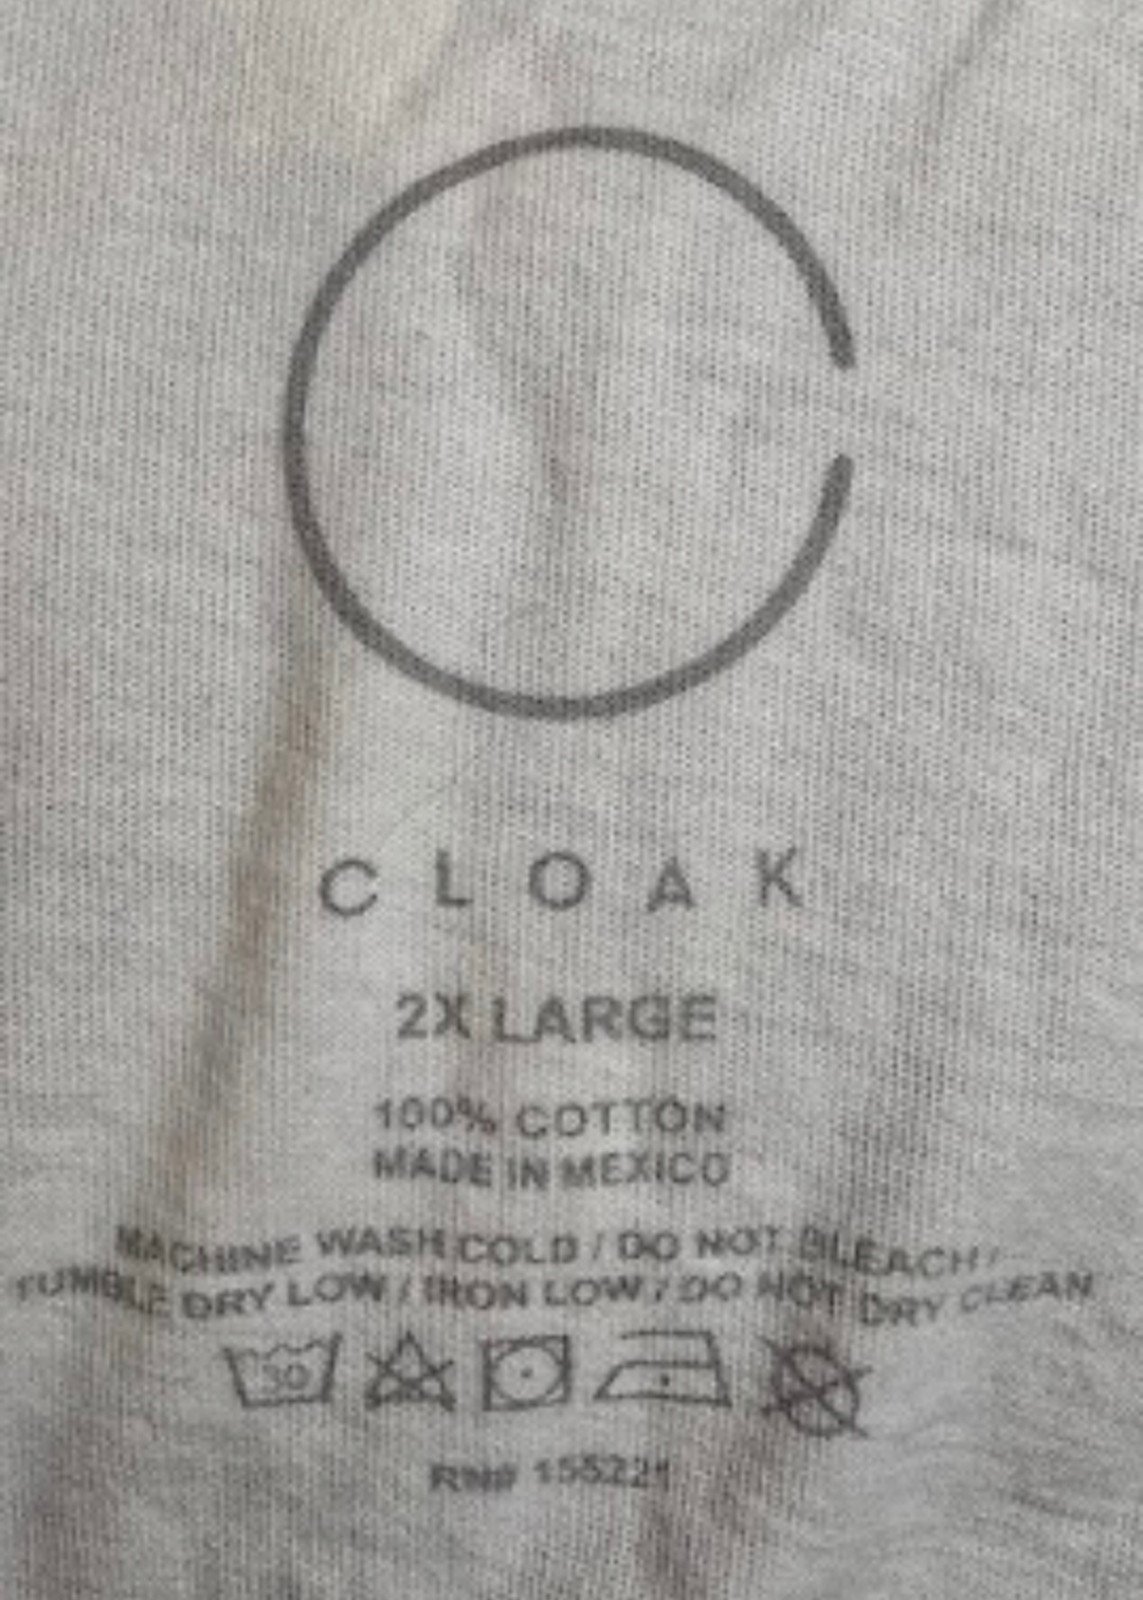 CLOAK
2X LARGE
100% COTTON
MADE IN MEXICO
MACHINE WASH COLD / DO NOT BLEACH /
TUMBLE DRY LOW / IRON LOW / DO NOT DRY CLEAN
30
RN#